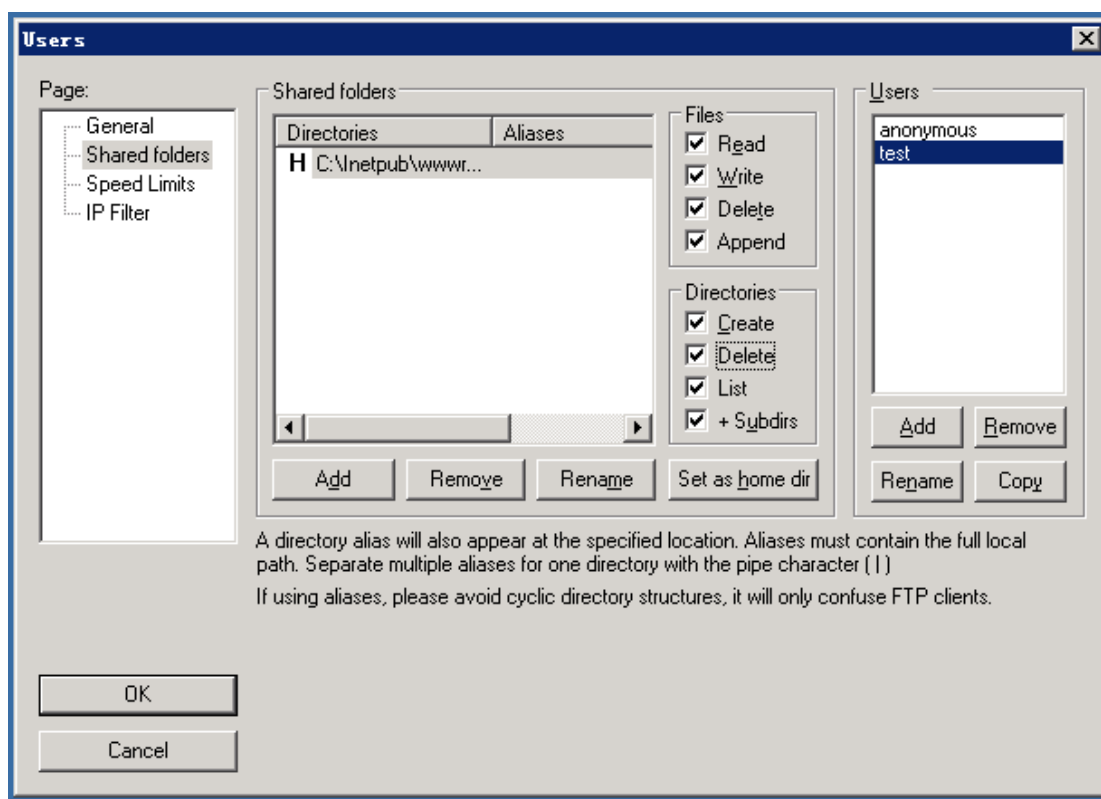 Users
Page:
General
Shared folders
Speed Limits
IP Filter
Shared folders
Directories Aliases
H C:\Inetpub\wwwr...
Files
Read
Write
Delete
Append
Directories
Create
Delete
List
+ Subdirs
Add Remove Rename Set as home dir
Users
anonymous
test
Add Remove
Rename Copy
A directory alias will also appear at the specified location. Aliases must contain the full local
path. Separate multiple aliases for one directory with the pipe character ( | )
If using aliases, please avoid cyclic directory structures, it will only confuse FTP clients.
OK
Cancel